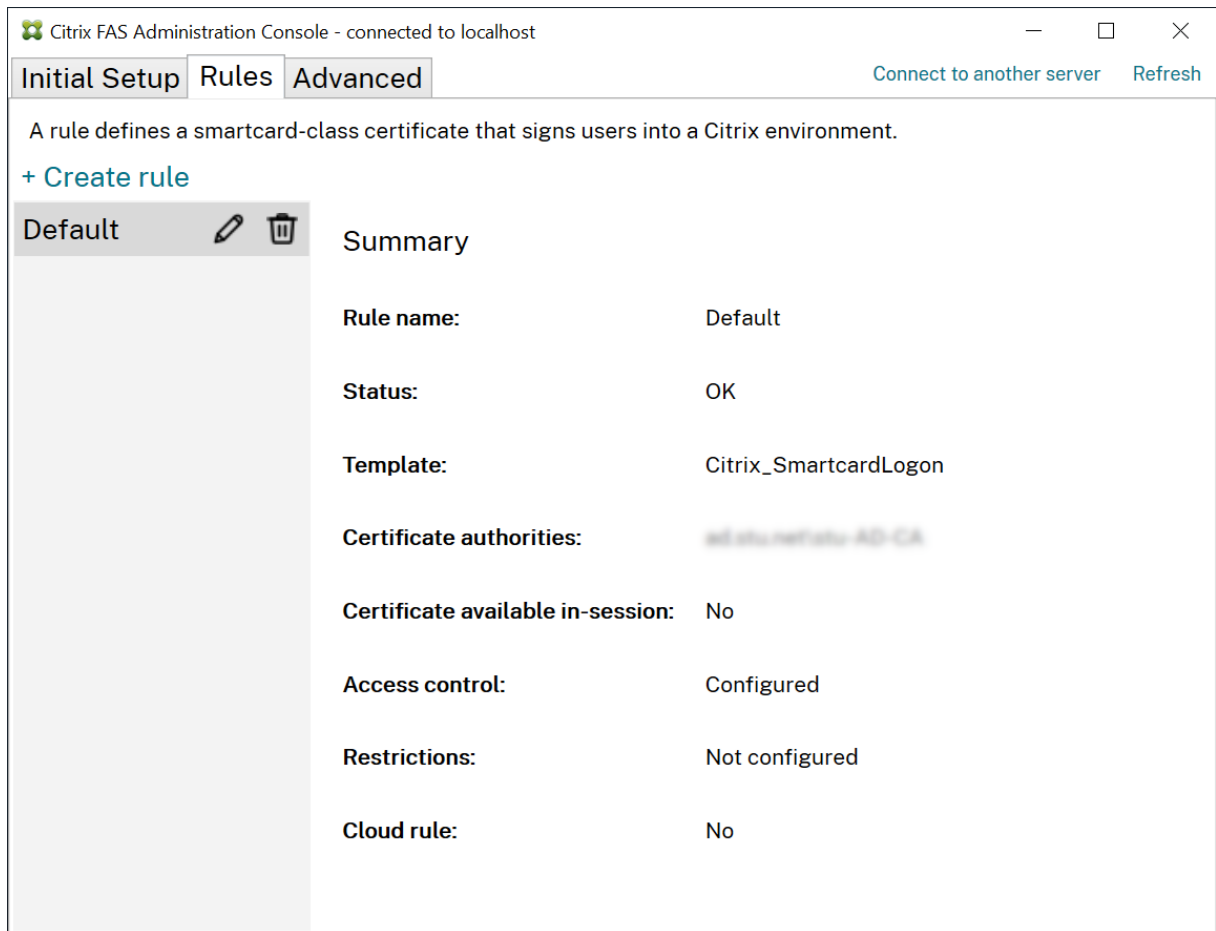 Citrix FAS Administration Console - connected to localhost
Initial Setup Rules Advanced Connect to another server Refresh
A rule defines a smartcard-class certificate that signs users into a Citrix environment.
+ Create rule
Default
Summary
Rule name: Default
Status: OK
Template: Citrix_SmartcardLogon
Certificate authorities:
Certificate available in-session: No
Access control: Configured
Restrictions: Not configured
Cloud rule: No